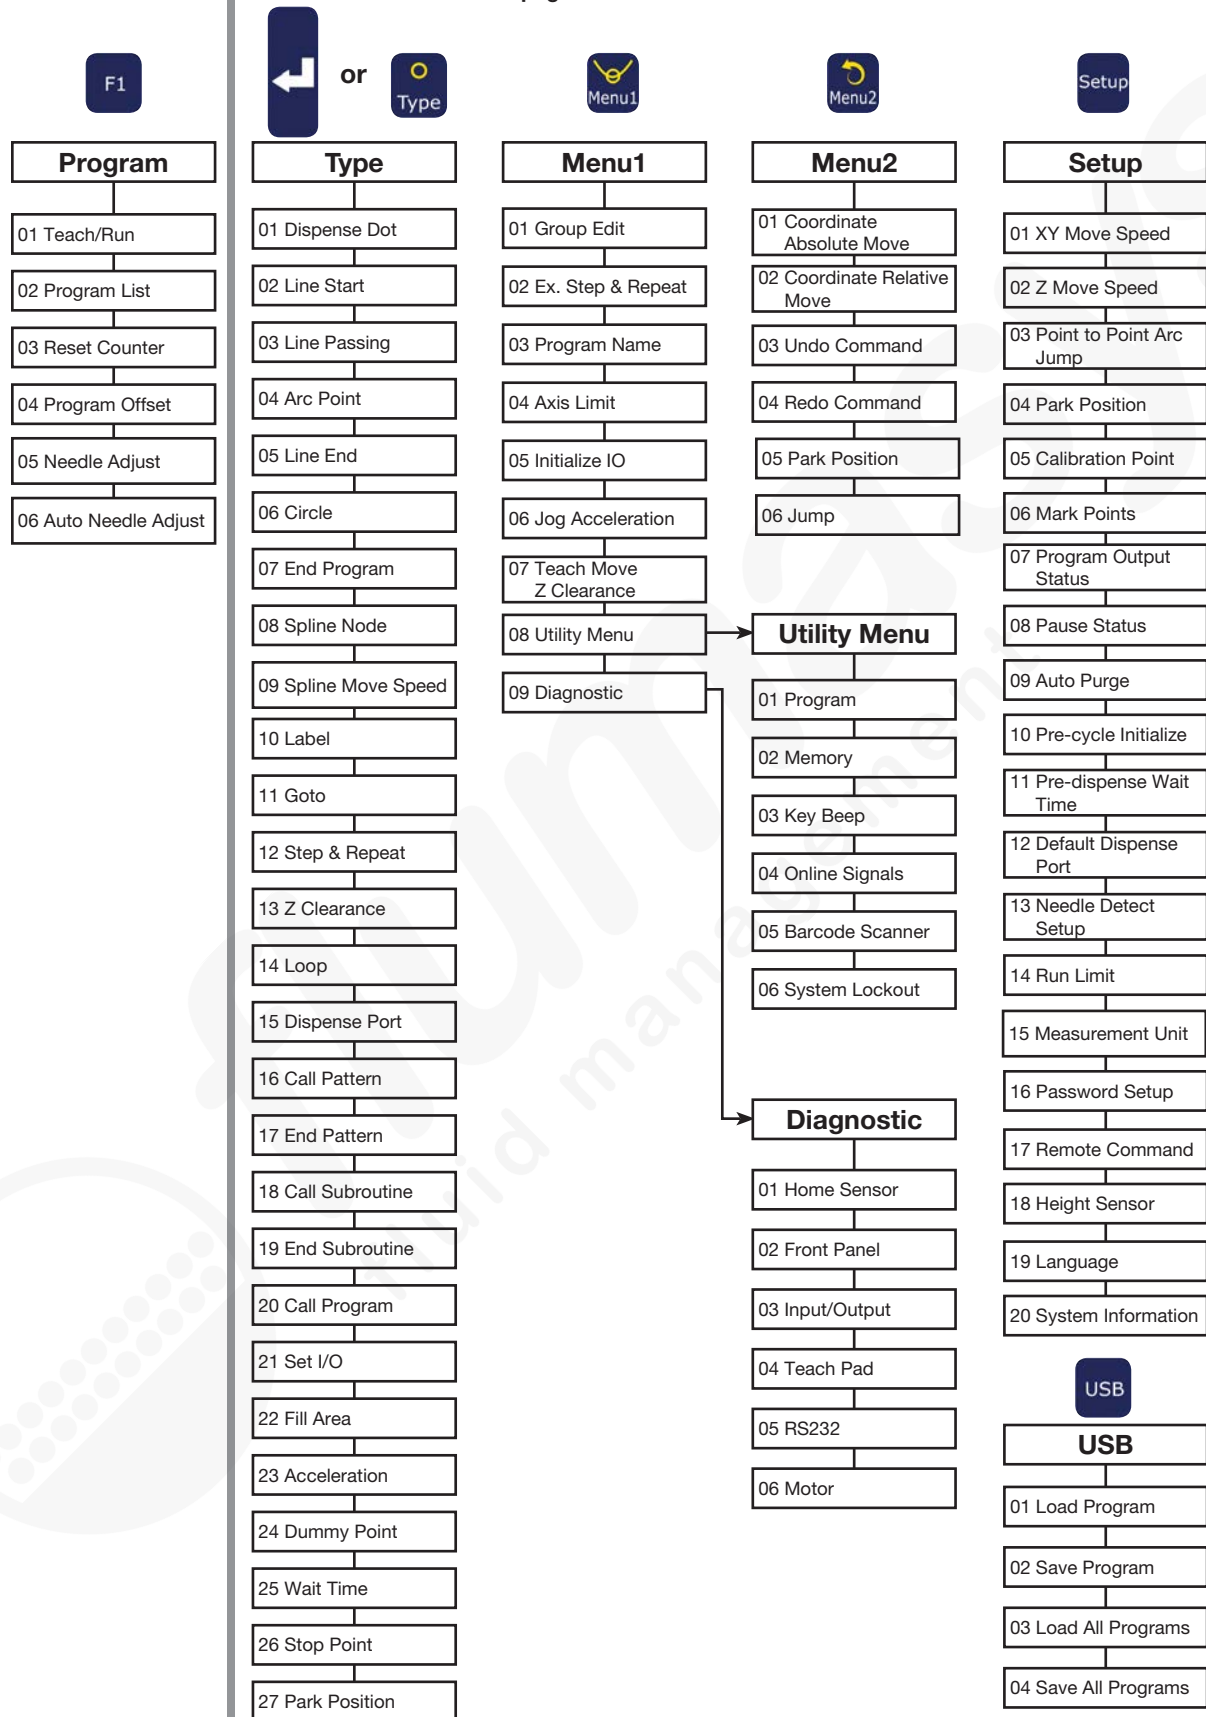 F1
Program
01 Teach/Run
02 Program List
03 Reset Counter
04 Program Offset
05 Needle Adjust
06 Auto Needle Adjust
or
Type
Type
01 Dispense Dot
02 Line Start
03 Line Passing
04 Arc Point
05 Line End
06 Circle
07 End Program
08 Spline Node
09 Spline Move Speed
10 Label
11 Goto
12 Step & Repeat
13 Z Clearance
14 Loop
15 Dispense Port
16 Call Pattern
17 End Pattern
18 Call Subroutine
19 End Subroutine
20 Call Program
21 Set I/O
22 Fill Area
23 Acceleration
24 Dummy Point
25 Wait Time
26 Stop Point
27 Park Position
Menu1
Menu1
01 Group Edit
02 Ex. Step & Repeat
03 Program Name
04 Axis Limit
05 Initialize IO
06 Jog Acceleration
07 Teach Move
Z Clearance
08 Utility Menu
09 Diagnostic
Menu2
Menu2
01 Coordinate
Absolute Move
02 Coordinate Relative
Move
03 Undo Command
04 Redo Command
05 Park Position
06 Jump
Utility Menu
01 Program
02 Memory
03 Key Beep
04 Online Signals
05 Barcode Scanner
06 System Lockout
Diagnostic
01 Home Sensor
02 Front Panel
03 Input/Output
04 Teach Pad
05 RS232
06 Motor
Setup
Setup
01 XY Move Speed
02 Z Move Speed
03 Point to Point Arc
Jump
04 Park Position
05 Calibration Point
06 Mark Points
07 Program Output
Status
08 Pause Status
09 Auto Purge
10 Pre-cycle Initialize
11 Pre-dispense Wait
Time
12 Default Dispense
Port
13 Needle Detect
Setup
14 Run Limit
15 Measurement Unit
16 Password Setup
17 Remote Command
18 Height Sensor
19 Language
20 System Information
USB
USB
01 Load Program
02 Save Program
03 Load All Programs
04 Save All Programs
fluid management